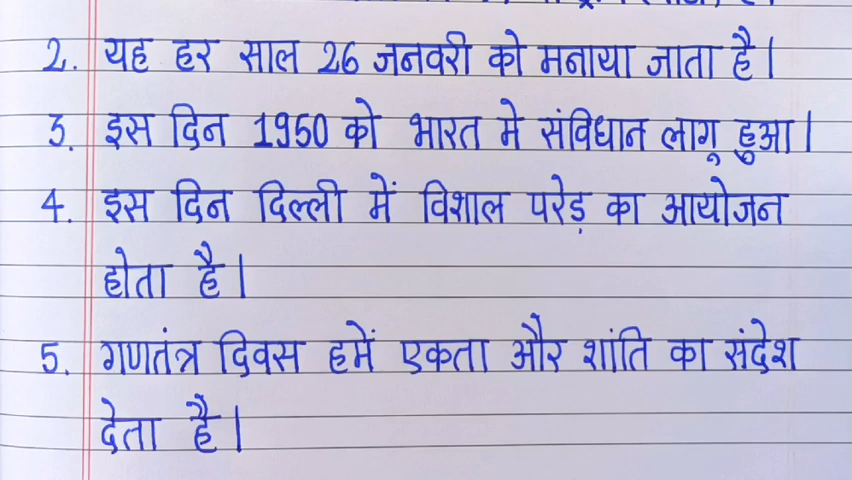 2. यह हर साल 26 जनवरी को मनाया जाता है।
3. इस दिन 1950 को भारत मे संविधान लागू हुआ।
4. इस दिन दिल्ली में विशाल परेड़ का आयोजन
होता है।
5. गणतंत्र दिवस हमें एकता और शांति का संदेश
देता है।